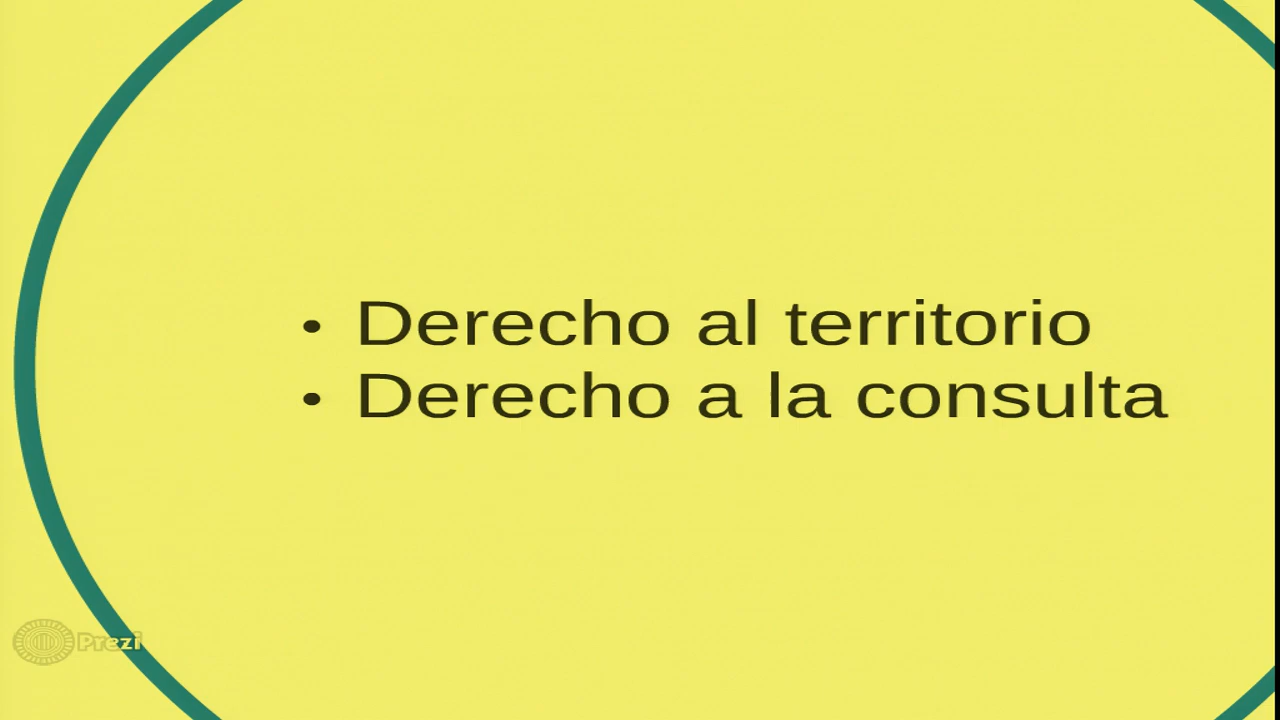 • Derecho al territorio
• Derecho a la consulta
Prezi